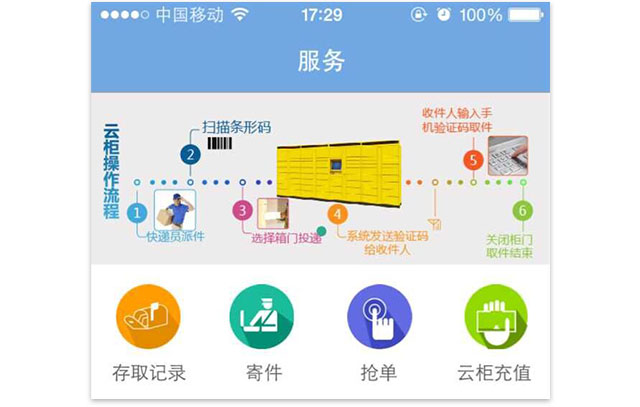 中国移动
17:29
100%
服务
云柜操作流程
1
快递员派件
2
扫描条形码
3
选择箱门投递
4
系统发送验证码
给收件人
收件人输入手
机验证码取件
5
6
关闭柜门
取件结束
存取记录
寄件
抢单
云柜充值